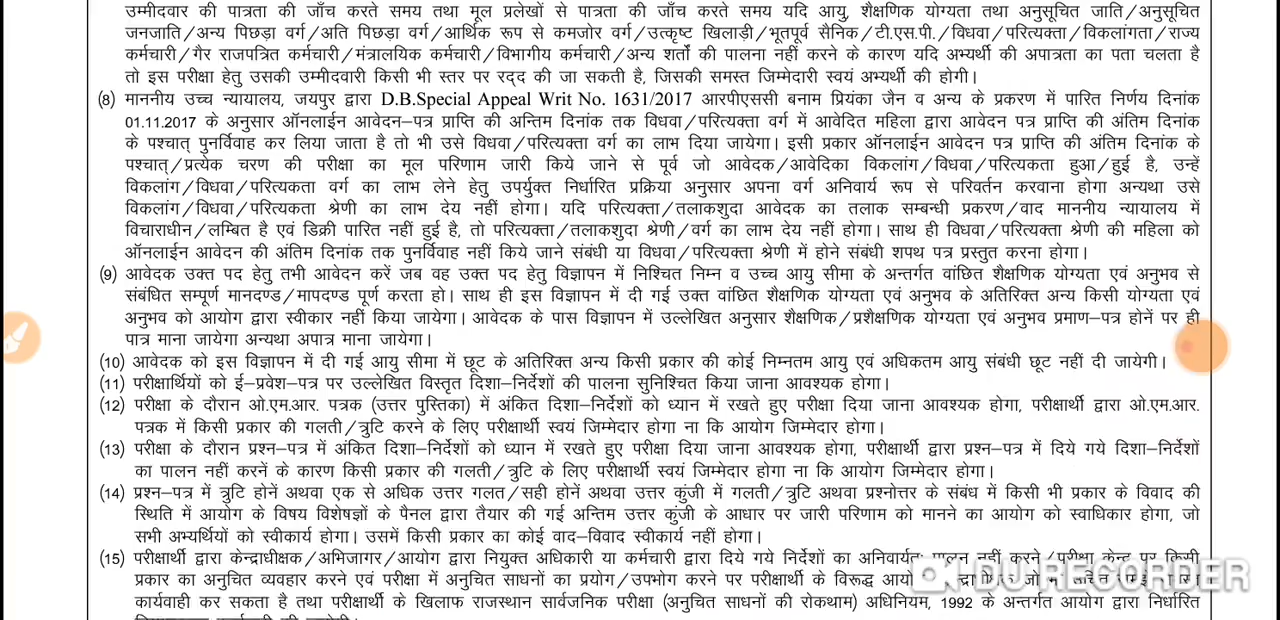 उम्मीदवार की पात्रता की जाँच करते समय तथा मूल प्रलेखों से पात्रता की जाँच करते समय यदि आयु, शैक्षणिक योग्यता तथा अनुसूचित जाति/अनुसूचित
जनजाति/अन्य पिछड़ा वर्ग/अति पिछड़ा वर्ग/आर्थिक रूप से कमजोर वर्ग/उत्कृष्ट खिलाड़ी/भूतपूर्व सैनिक/टी.एस.पी./विधवा/परित्यक्ता/विकलांगता/राज्य
कर्मचारी/गैर राजपत्रित कर्मचारी/मंत्रालयिक कर्मचारी/विभागीय कर्मचारी/अन्य शर्तों की पालना नहीं करने के कारण यदि अभ्यर्थी की अपात्रता का पता चलता है
तो इस परीक्षा हेतु उसकी उम्मीदवारी किसी भी स्तर पर रद्द की जा सकती है, जिसकी समस्त जिम्मेदारी स्वयं अभ्यर्थी की होगी।
(8) माननीय उच्च न्यायालय, जयपुर द्वारा D.B.Special Appeal Writ No. 1631/2017 आरपीएससी बनाम प्रियंका जैन व अन्य के प्रकरण में पारित निर्णय दिनांक
01.11.2017 के अनुसार ऑनलाईन आवेदन–पत्र प्राप्ति की अन्तिम दिनांक तक विधवा/परित्यक्ता वर्ग में आवेदित महिला द्वारा आवेदन पत्र प्राप्ति की अंतिम दिनांक
के पश्चात् पुनर्विवाह कर लिया जाता है तो भी उसे विधवा/परित्यक्ता वर्ग का लाभ दिया जायेगा। इसी प्रकार ऑनलाईन आवेदन पत्र प्राप्ति की अंतिम दिनांक के
पश्चात्/प्रत्येक चरण की परीक्षा का मूल परिणाम जारी किये जाने से पूर्व जो आवेदक/आवेदिका विकलांग/विधवा/परित्यकता हुआ/हुई है, उन्हें
विकलांग/विधवा/परित्यकता वर्ग का लाभ लेने हेतु उपर्युक्त निर्धारित प्रक्रिया अनुसार अपना वर्ग अनिवार्य रूप से परिवर्तन करवाना होगा अन्यथा उसे
विकलांग/विधवा/परित्यकता श्रेणी का लाभ देय नहीं होगा। यदि परित्यक्ता/तलाकशुदा आवेदक का तलाक सम्बन्धी प्रकरण/वाद माननीय न्यायालय में
विचाराधीन/लम्बित है एवं डिक्री पारित नहीं हुई है, तो परित्यक्ता/तलाकशुदा श्रेणी/वर्ग का लाभ देय नहीं होगा। साथ ही विधवा/परित्यक्ता श्रेणी की महिला को
ऑनलाईन आवेदन की अंतिम दिनांक तक पुनर्विवाह नहीं किये जाने संबंधी या विधवा/परित्यक्ता श्रेणी में होने संबंधी शपथ पत्र प्रस्तुत करना होगा।
(9) आवेदक उक्त पद हेतु तभी आवेदन करें जब वह उक्त पद हेतु विज्ञापन में निश्चित निम्न व उच्च आयु सीमा के अन्तर्गत वांछित शैक्षणिक योग्यता एवं अनुभव से
संबंधित सम्पूर्ण मानदण्ड/मापदण्ड पूर्ण करता हो। साथ ही इस विज्ञापन में दी गई उक्त वांछित शैक्षणिक योग्यता एवं अनुभव के अतिरिक्त अन्य किसी योग्यता एवं
अनुभव को आयोग द्वारा स्वीकार नहीं किया जायेगा। आवेदक के पास विज्ञापन में उल्लेखित अनुसार शैक्षणिक/प्रशैक्षणिक योग्यता एवं अनुभव प्रमाण–पत्र होनें पर ही
पात्र माना जायेगा अन्यथा अपात्र माना जायेगा।
(10) आवेदक को इस विज्ञापन में दी गई आयु सीमा में छूट के अतिरिक्त अन्य किसी प्रकार की कोई निम्नतम आयु एवं अधिकतम आयु संबंधी छूट नहीं दी जायेगी।
(11) परीक्षार्थियों को ई–प्रवेश–पत्र पर उल्लेखित विस्तृत दिशा–निर्देशों की पालना सुनिश्चित किया जाना आवश्यक होगा।
(12) परीक्षा के दौरान ओ.एम.आर. पत्रक (उत्तर पुस्तिका) में अंकित दिशा–निर्देशों को ध्यान में रखते हुए परीक्षा दिया जाना आवश्यक होगा, परीक्षार्थी द्वारा ओ.एम.आर.
पत्रक में किसी प्रकार की गलती/त्रुटि करने के लिए परीक्षार्थी स्वयं जिम्मेदार होगा ना कि आयोग जिम्मेदार होगा।
(13) परीक्षा के दौरान प्रश्न–पत्र में अंकित दिशा–निर्देशों को ध्यान में रखते हुए परीक्षा दिया जाना आवश्यक होगा, परीक्षार्थी द्वारा प्रश्न–पत्र में दिये गये दिशा–निर्देशों
का पालन नहीं करनें के कारण किसी प्रकार की गलती/त्रुटि के लिए परीक्षार्थी स्वयं जिम्मेदार होगा ना कि आयोग जिम्मेदार होगा।
(14) प्रश्न–पत्र में त्रुटि होनें अथवा एक से अधिक उत्तर गलत/सही होनें अथवा उत्तर कुंजी में गलती/त्रुटि अथवा प्रश्नोत्तर के संबंध में किसी भी प्रकार के विवाद की
स्थिति में आयोग के विषय विशेषज्ञों के पैनल द्वारा तैयार की गई अन्तिम उत्तर कुंजी के आधार पर जारी परिणाम को मानने का आयोग को स्वाधिकार होगा, जो
सभी अभ्यर्थियों को स्वीकार्य होगा। उसमें किसी प्रकार का कोई वाद–विवाद स्वीकार्य नहीं होगा।
(15) परीक्षार्थी द्वारा केन्द्राधीक्षक/अभिजागर/आयोग द्वारा नियुक्त अधिकारी या कर्मचारी द्वारा दिये गये निर्देशों का अनिवार्यतः पालन नहीं करने/परीक्षा केन्द्र पर किसी
प्रकार का अनुचित व्यवहार करने एवं परीक्षा में अनुचित साधनों का प्रयोग/उपभोग करने पर परीक्षार्थी के विरूद्ध
DU RECORDER
कार्यवाही कर सकता है तथा परीक्षार्थी के खिलाफ राजस्थान सार्वजनिक परीक्षा (अनुचित साधनों की रोकथाम) अधिनियम, 1992 के अन्तर्गत आयोग द्वारा निर्धारित